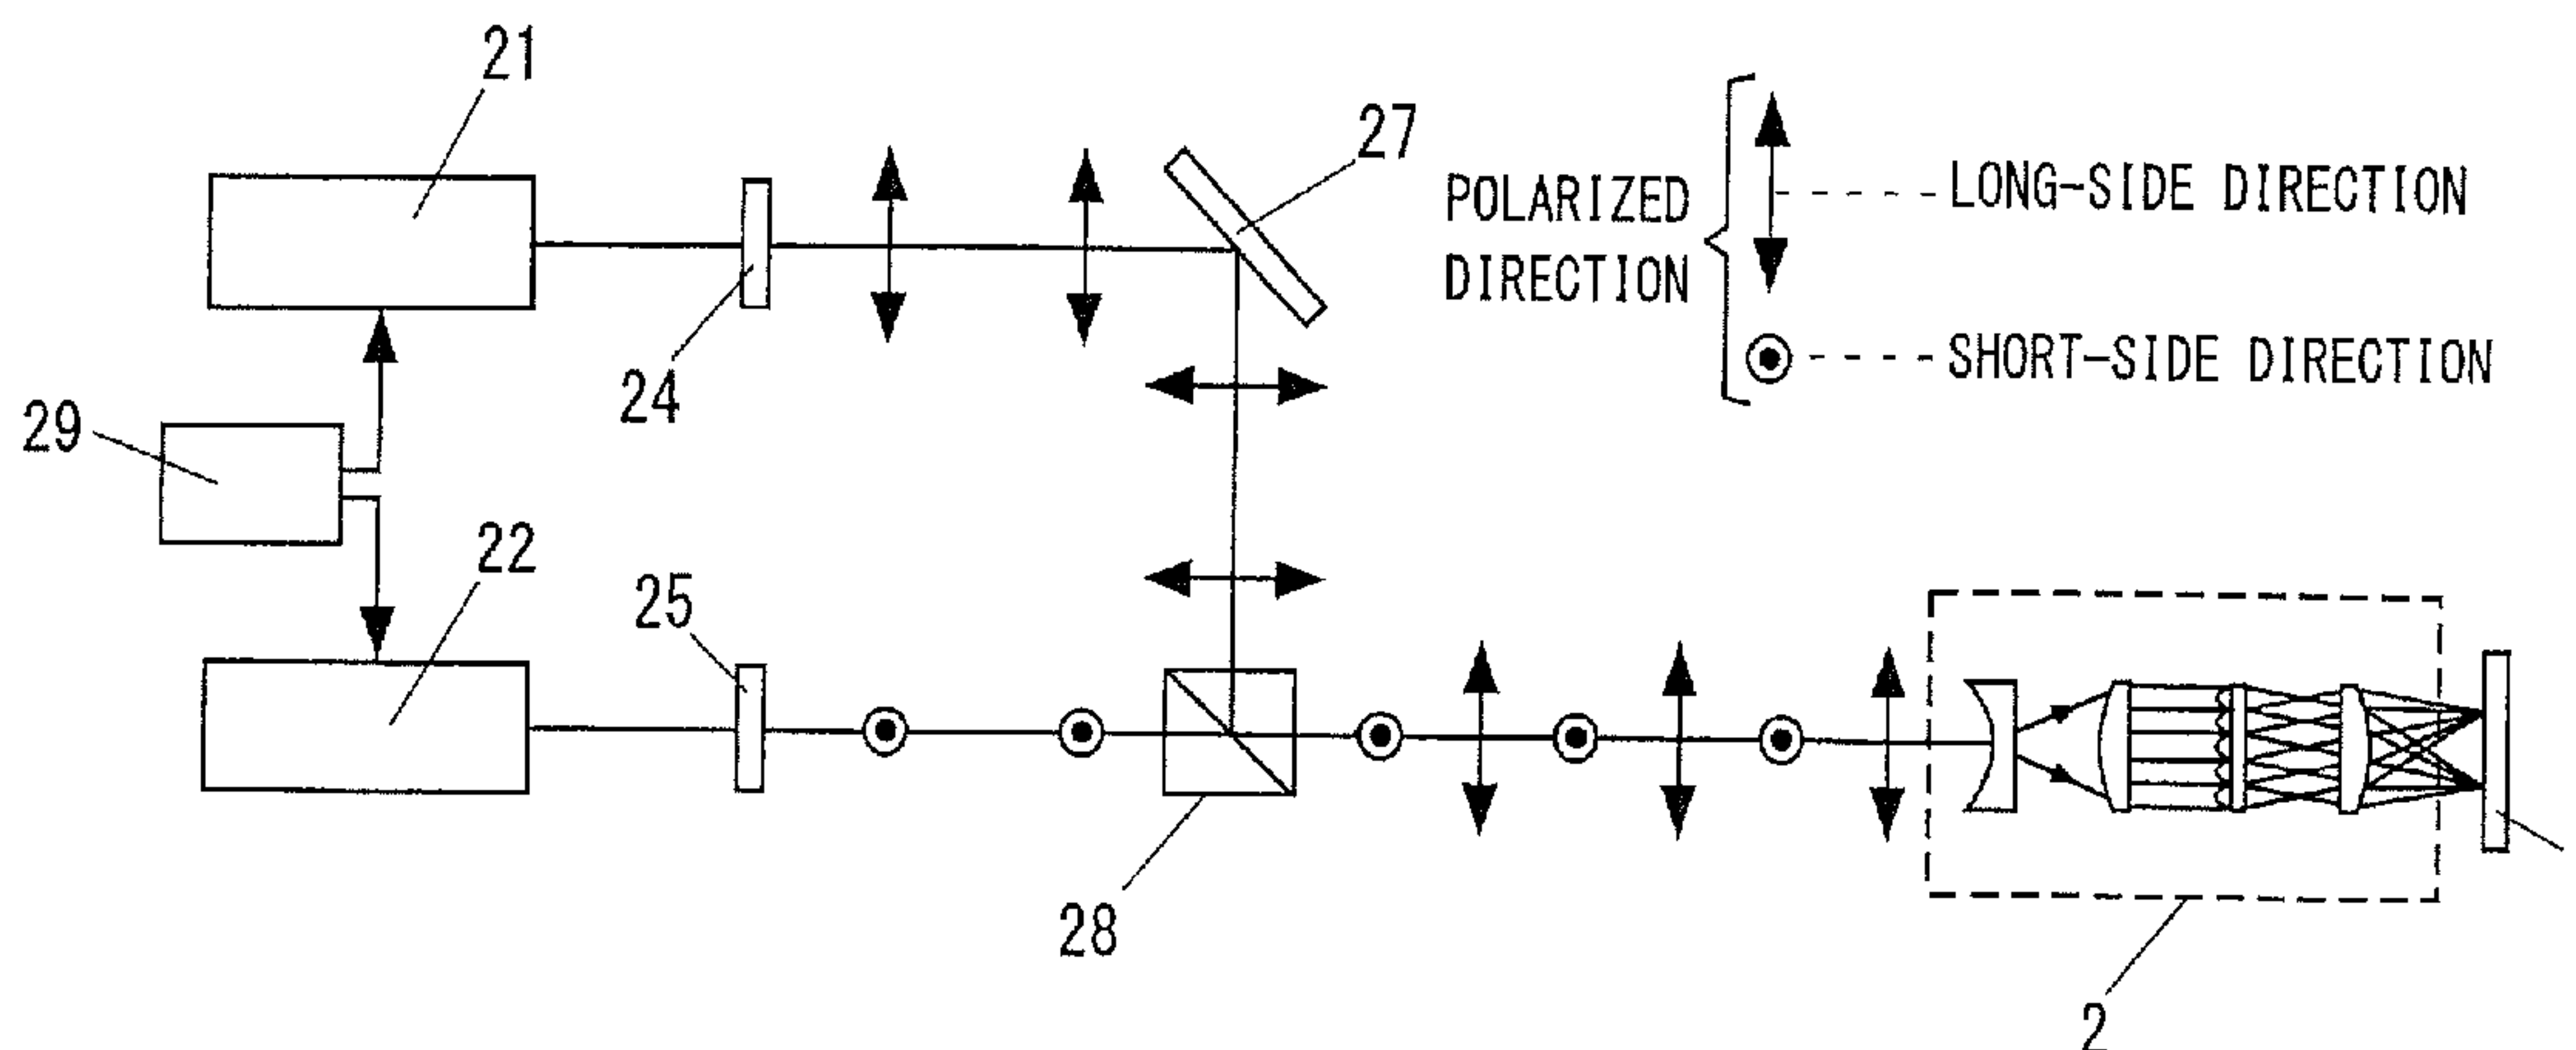 21
27
POLARIZED
DIRECTION
LONG-SIDE DIRECTION
SHORT-SIDE DIRECTION
24
29
22
25
28
2